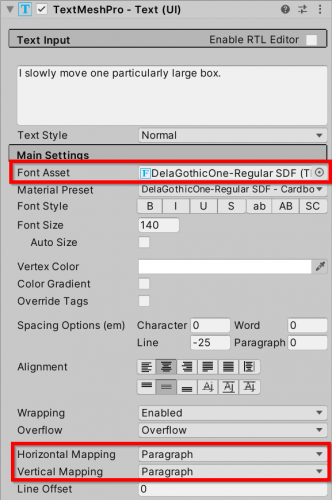 TextMeshPro - Text (UI)
Text Input Enable RTL Editor
I slowly move one particularly large box.
Text Style Normal
Main Settings
Font Asset F DelaGothicOne-Regular SDF (T
Material Preset DelaGothicOne-Regular SDF - Cardbo
Font Style B I U S ab AB SC
Font Size 140
Auto Size
Vertex Color
Color Gradient
Override Tags
Spacing Options (em) Character 0 Word 0
Line -25 Paragraph 0
Alignment
Wrapping Enabled
Overflow Overflow
Horizontal Mapping Paragraph
Vertical Mapping Paragraph
Line Offset 0